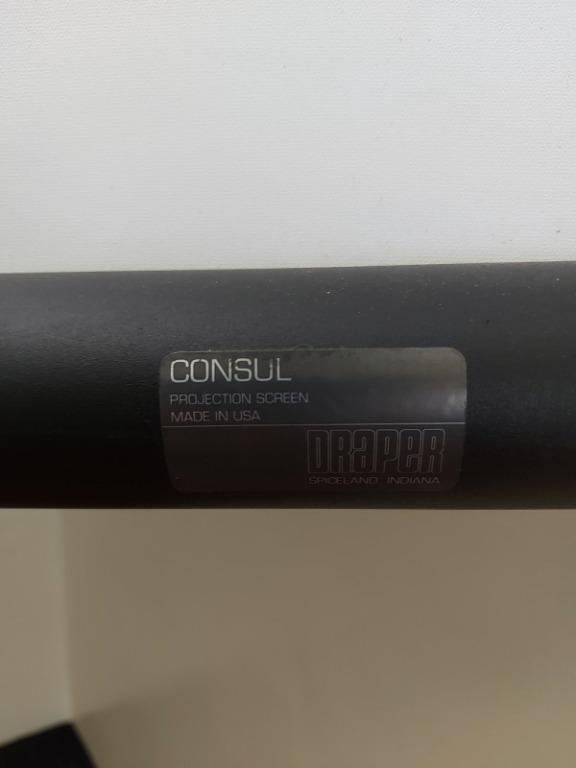 CONSUL
PROJECTION SCREEN
MADE IN USA
DRAPER
SPICELAND, INDIANA